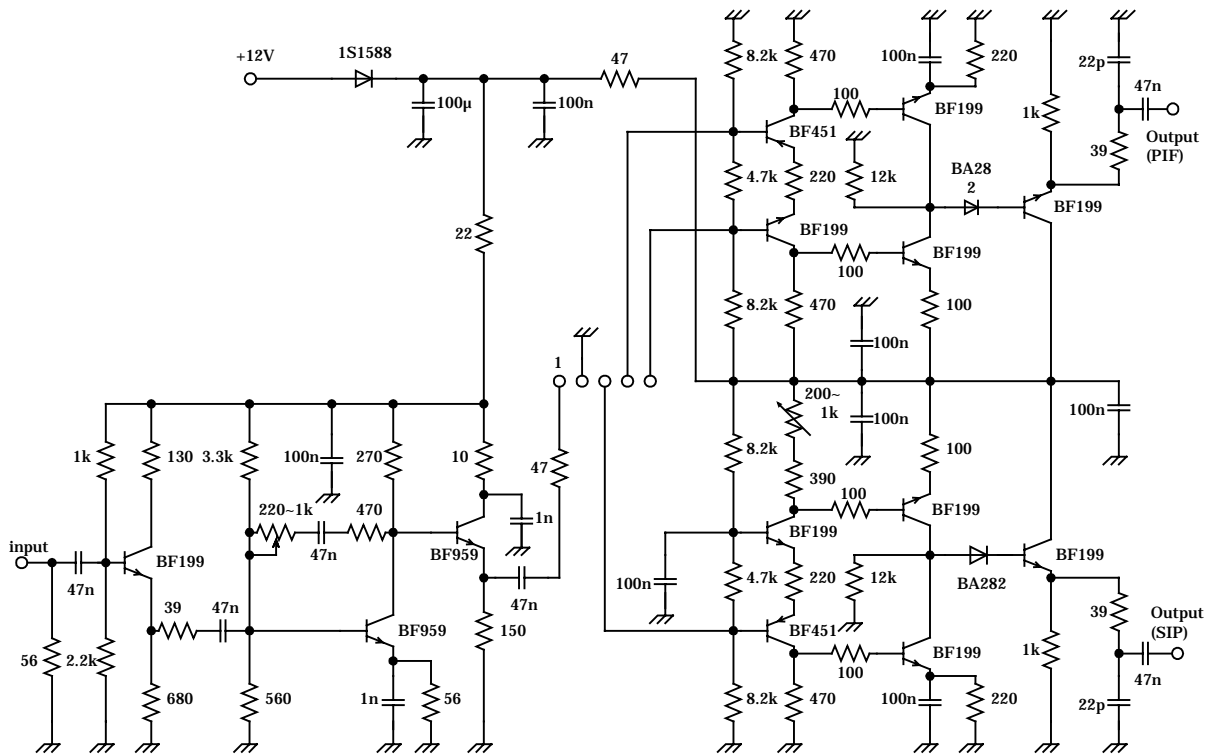 +12V
1S1588
47
100μ
100n
22
8.2k
470
100n
220
100
BF199
BF451
4.7k
220
12k
BA28
2
BF199
1k
22p
47n
39
Output
(PIF)
BF199
BF199
100
8.2k
470
100
100n
1
200~
1k
100n
100n
8.2k
390
100
100
BF199
BF199
BF199
100n
4.7k
220
12k
BA282
BF451
BF199
100
8.2k
470
100n
220
1k
39
Output
(SIP)
47n
22p
1k
130
3.3k
100n
270
10
47
220~1k
47n
470
1n
BF959
47n
150
input
47n
BF199
39
47n
BF959
56
2.2k
680
560
1n
56